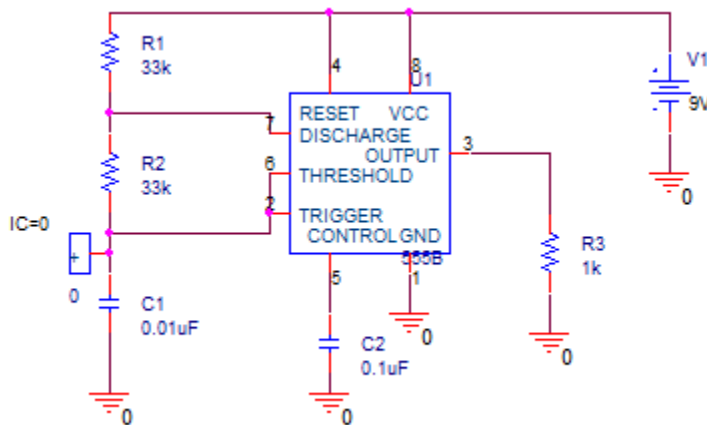 R1
33k
4
8
U1
V1
9V
RESET
VCC
7
DISCHARGE
OUTPUT
3
6
THRESHOLD
R2
33k
2
TRIGGER
CONTROL
GND
555B
IC=0
+
0
5
1
R3
1k
C1
0.01uF
C2
0.1uF
0
0
0
0
0